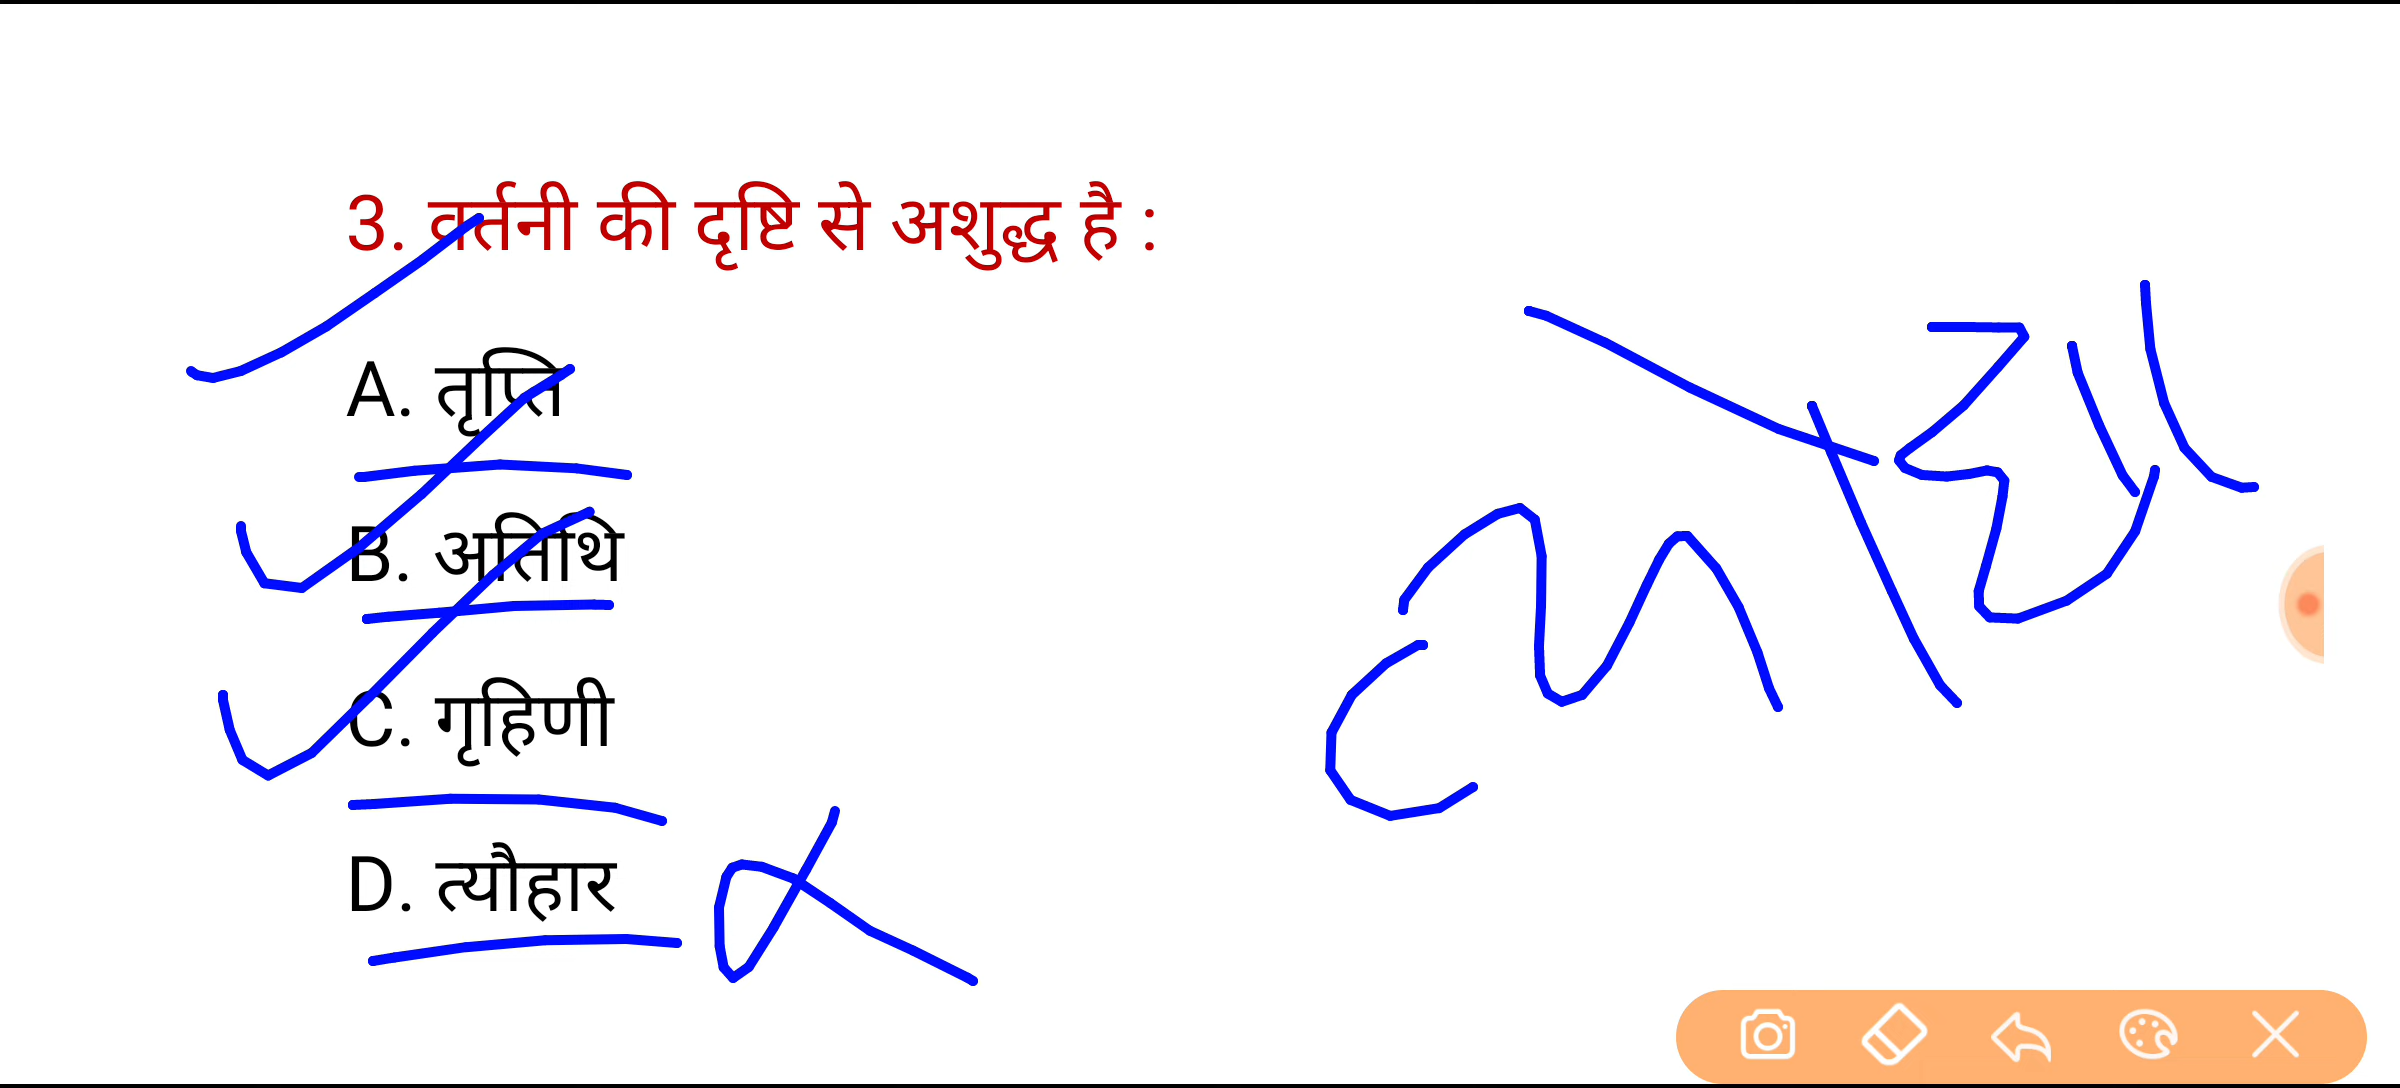 3. वर्तनी की दृष्टि से अशुद्ध है :
A. तृप्ति
B. अतिथि
C. गृहिणी
D. त्यौहार